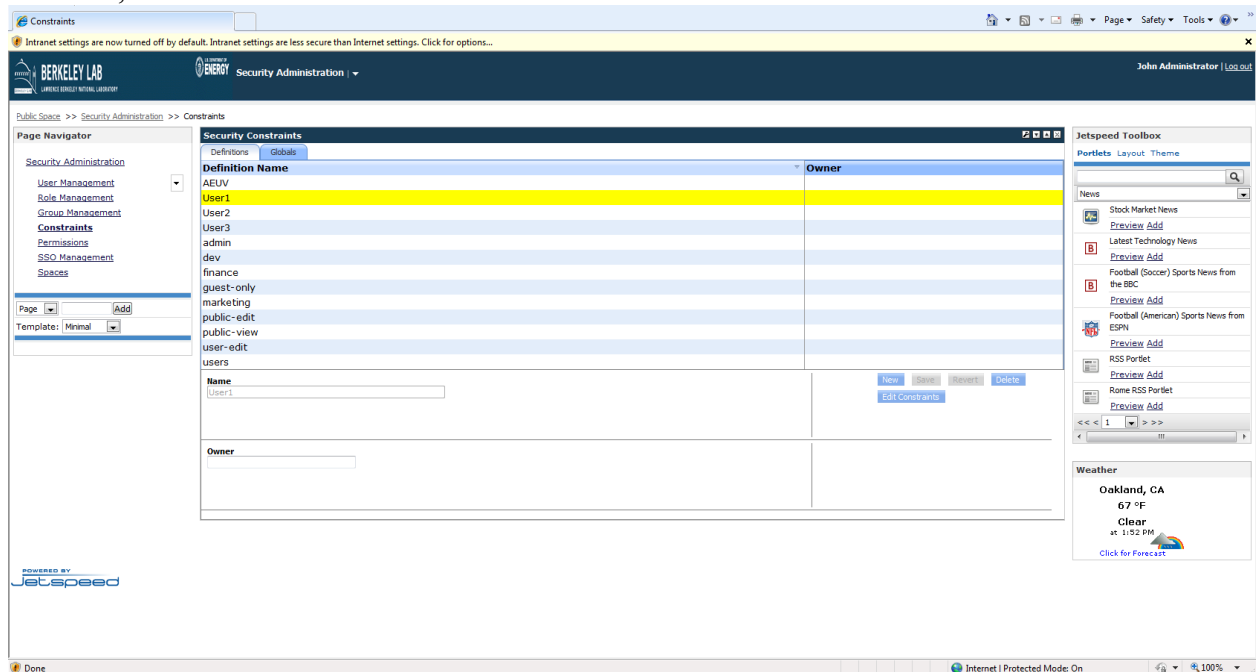 Constraints
Page Safety Tools »
Intranet settings are now turned off by default. Intranet settings are less secure than Internet settings. Click for options...
BERKELEY LAB
LAWRENCE BERKELEY NATIONAL LABORATORY
ENERGY
Security Administration |
John Administrator | Log out
Public Space >> Security Administration >> Constraints
Page Navigator
Security Administration
User Management
Role Management
Group Management
Constraints
Permissions
SSO Management
Spaces
Page Add
Template: Minimal
POWERED BY
Jetspeed
Security Constraints
Definitions Globals
Definition Name Owner
AEUV
User1
User2
User3
admin
dev
finance
guest-only
marketing
public-edit
public-view
user-edit
users
Name
User1
New Save Revert Delete
Edit Constraints
Owner
Jetspeed Toolbox
Portlets Layout Theme
News
Stock Market News
Preview Add
Latest Technology News
Preview Add
Football (Soccer) Sports News from
the BBC
Preview Add
Football (American) Sports News from
ESPN
Preview Add
RSS Portlet
Preview Add
Rome RSS Portlet
Preview Add
<< < 1 > >>
Weather
Oakland, CA
67 °F
Clear
at 1:52 PM
Click for Forecast
Done
Internet | Protected Mode: On
100%